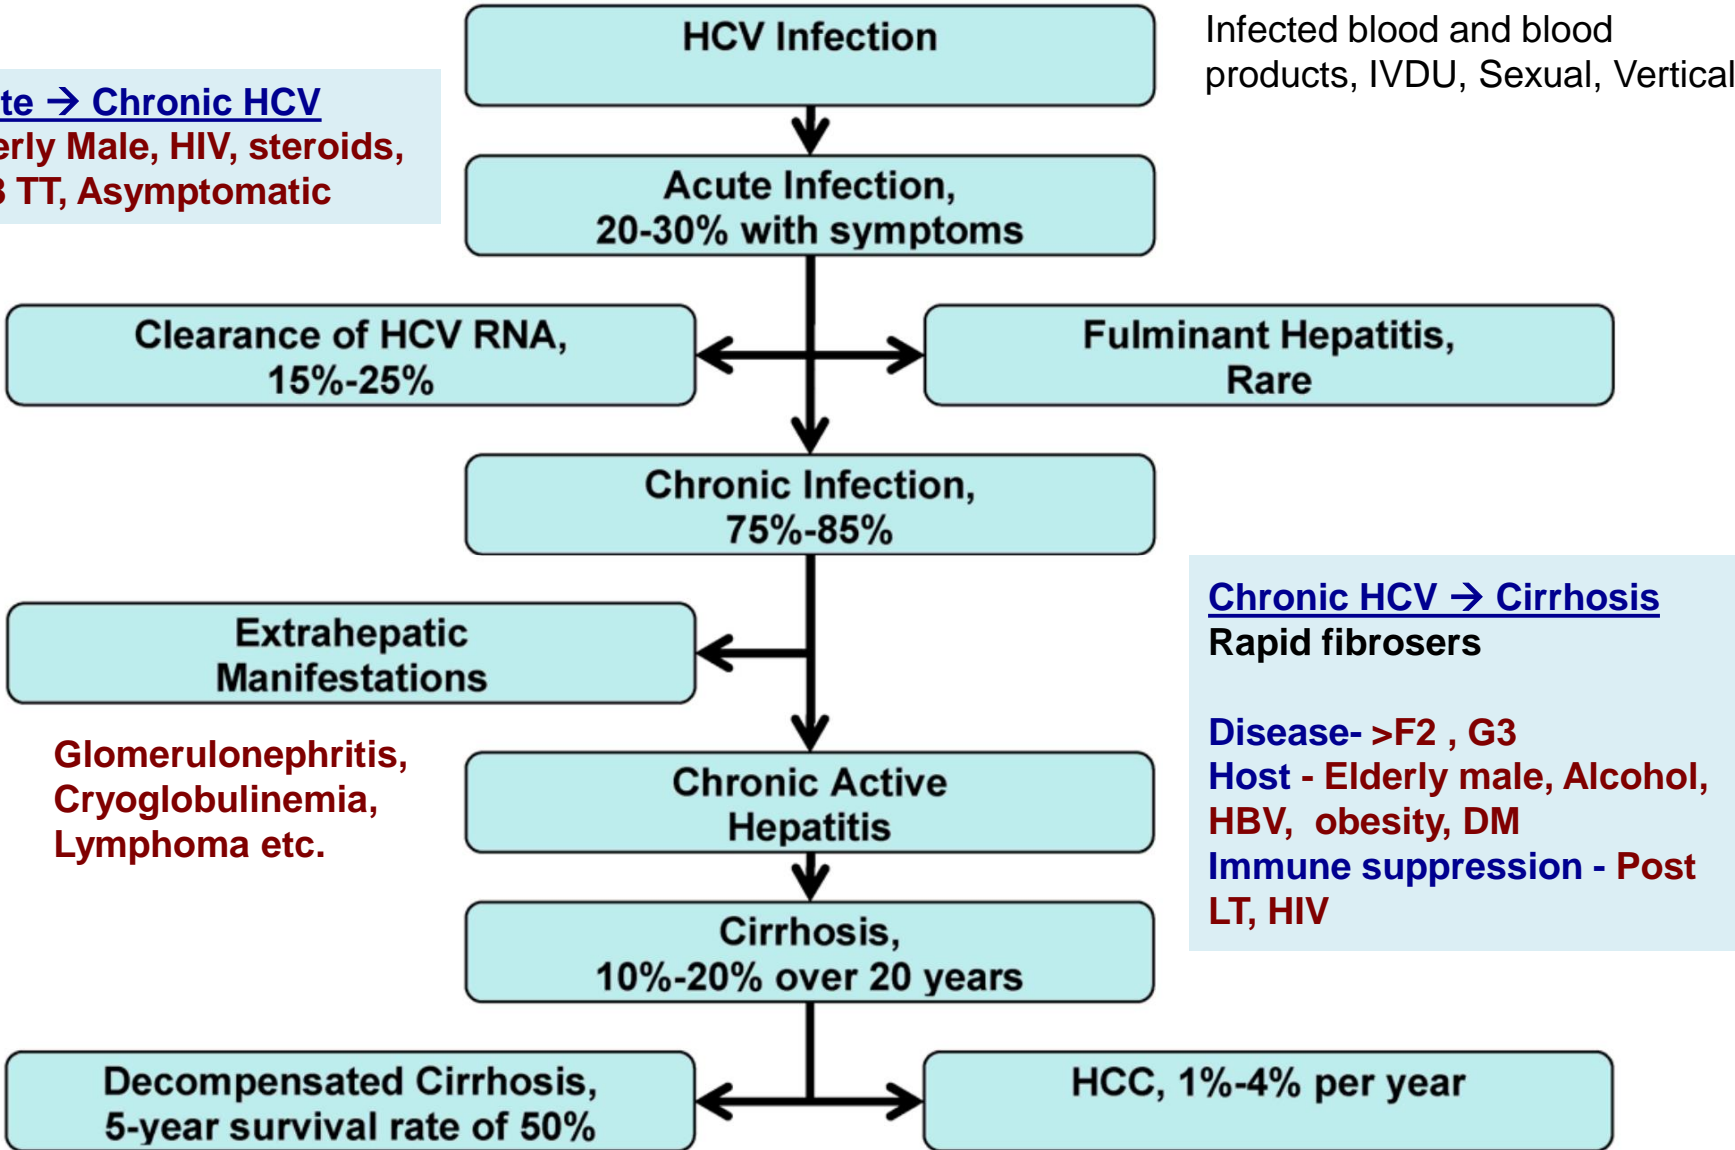 HCV Infection
Infected blood and blood
products, IVDU, Sexual, Vertical
te → Chronic HCV
erly Male, HIV, steroids,
TT, Asymptomatic
Acute Infection,
20-30% with symptoms
Clearance of HCV RNA,
15%-25%
Fulminant Hepatitis,
Rare
Chronic Infection,
75%-85%
Extrahepatic
Manifestations
Glomerulonephritis,
Cryoglobulinemia,
Lymphoma etc.
Chronic HCV → Cirrhosis
Rapid fibrosers
Disease- >F2 , G3
Host - Elderly male, Alcohol,
HBV, obesity, DM
Immune suppression - Post
LT, HIV
Chronic Active
Hepatitis
Cirrhosis,
10%-20% over 20 years
Decompensated Cirrhosis,
5-year survival rate of 50%
HCC, 1%-4% per year